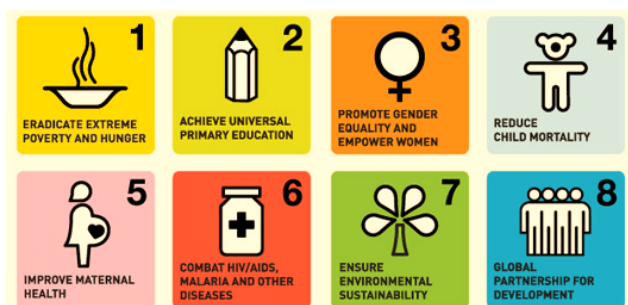 1
ERADICATE EXTREME
POVERTY AND HUNGER
2
ACHIEVE UNIVERSAL
PRIMARY EDUCATION
3
PROMOTE GENDER
EQUALITY AND
EMPOWER WOMEN
4
REDUCE
CHILD MORTALITY
5
IMPROVE MATERNAL
HEALTH
6
COMBAT HIV/AIDS,
MALARIA AND OTHER
DISEASES
7
ENSURE
ENVIRONMENTAL
SUSTAINABILITY
8
GLOBAL
PARTNERSHIP FOR
DEVELOPMENT